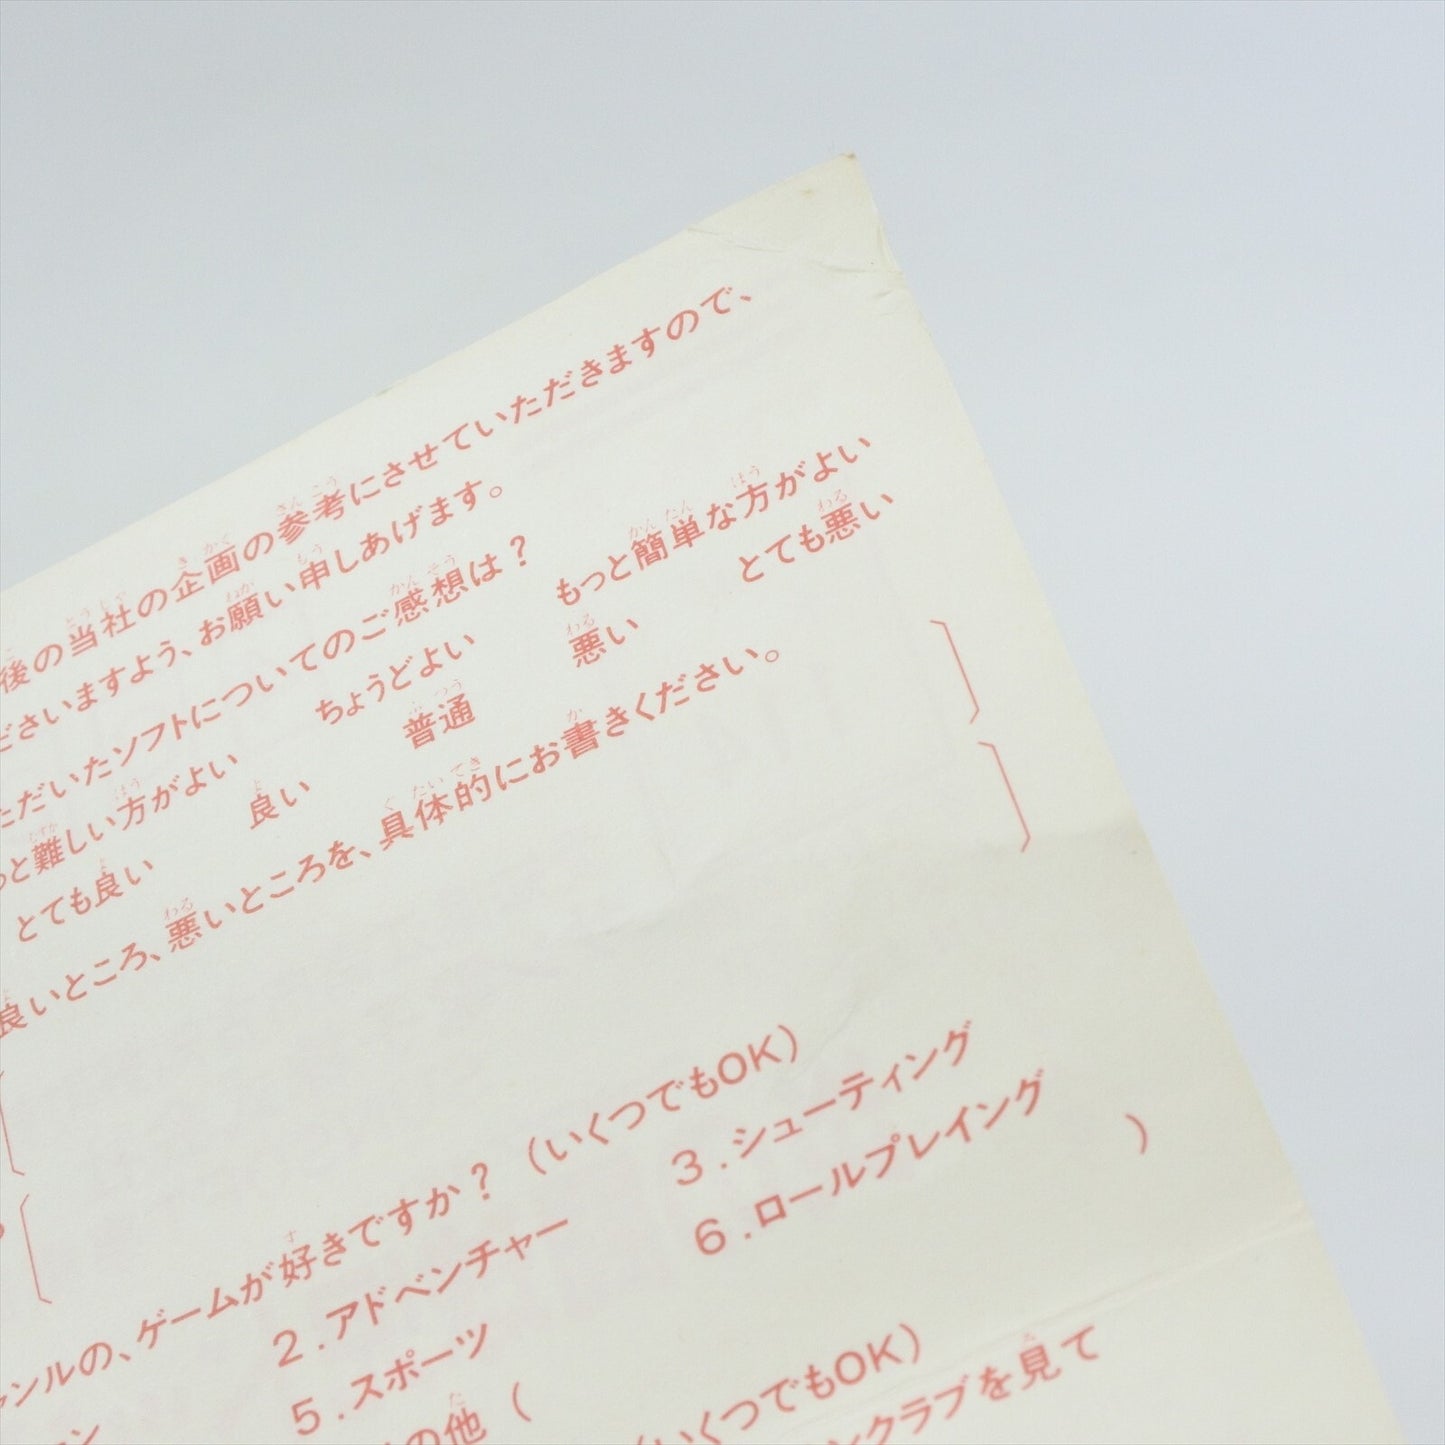 後の当社の企画の参考にさせていただきますので、
ださいますよう、お願い申しあげます。
ただいたソフトについてのご感想は?
っと難しい方がよい ちょうどよい もっと簡単な方がよい
とても良い 良い 普通 悪い とても悪い
良いところ、悪いところを、具体的にお書きください。
ャンルの、ゲームが好きですか?(いくつでもOK)
2.アドベンチャー 3.シューティング
5.スポーツ 6.ロールプレイング
の他( )
いくつでもOK)
ンクラブを見て